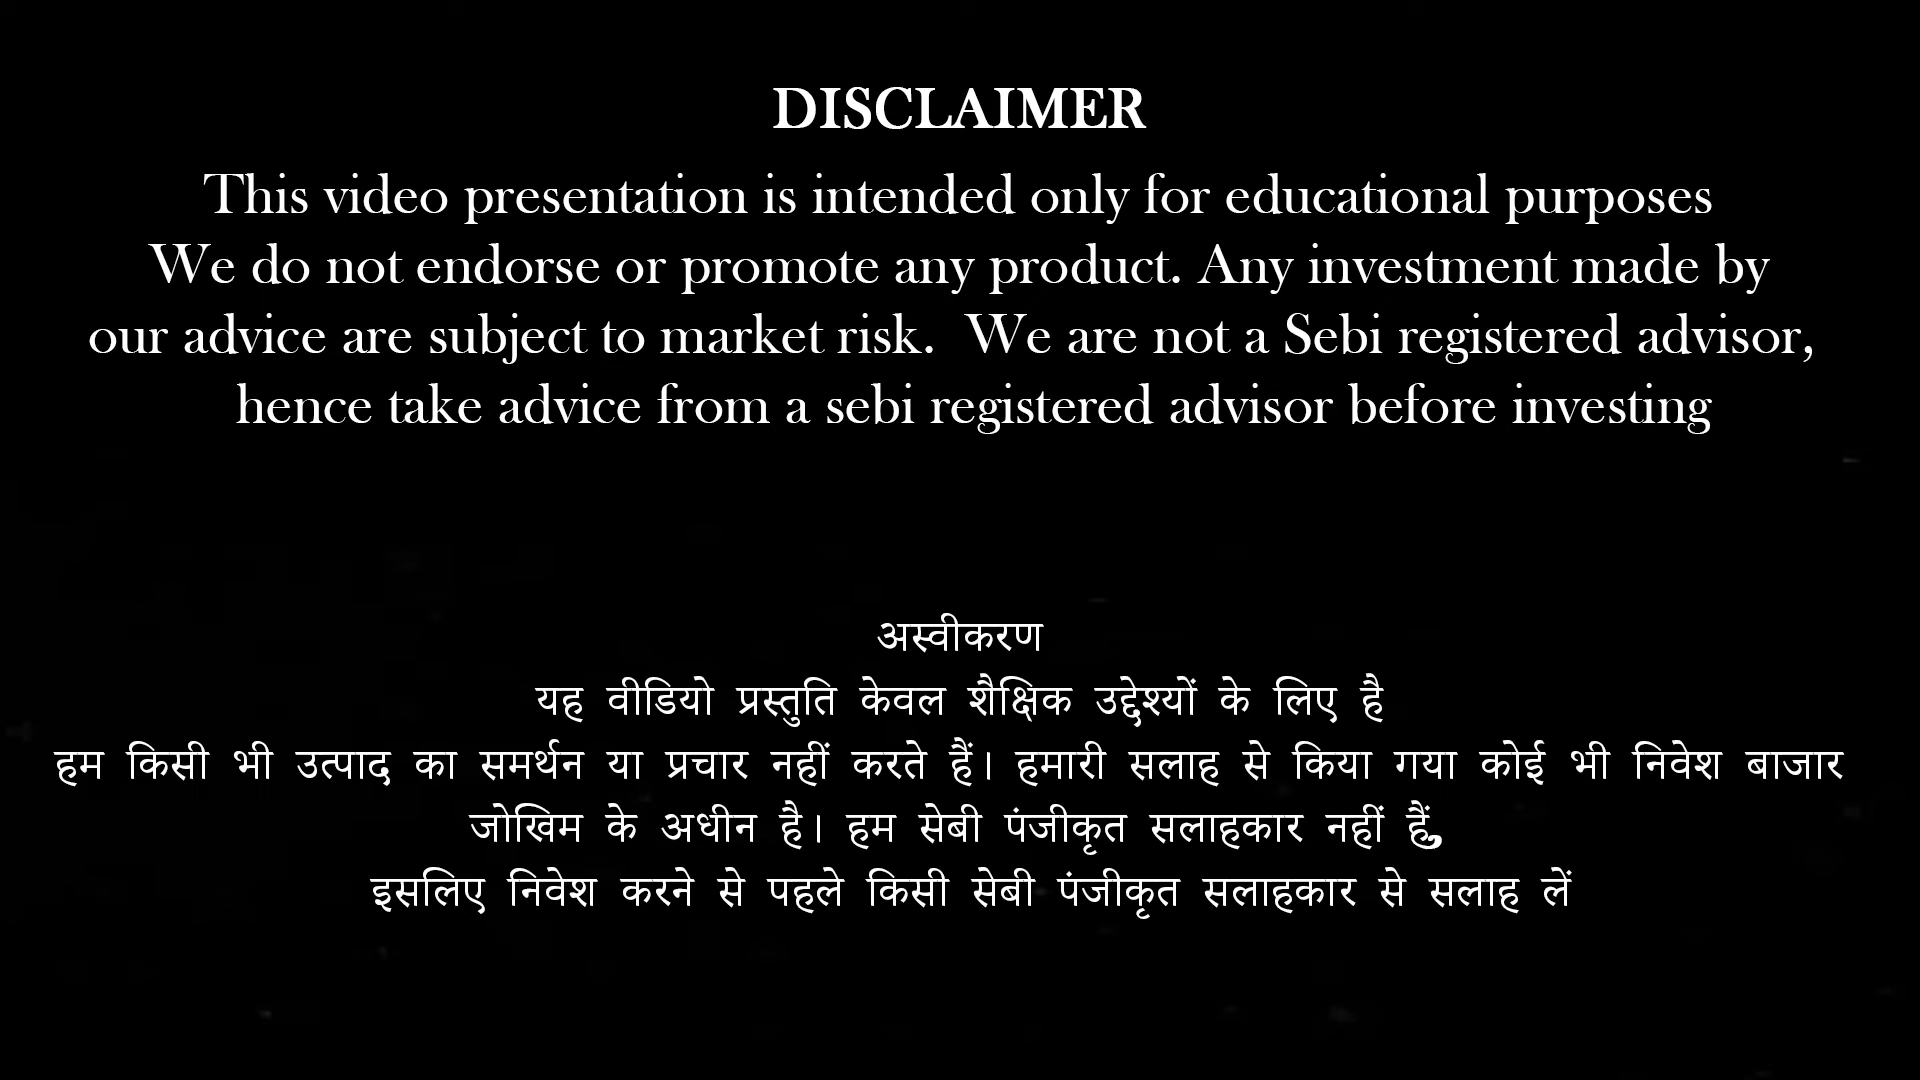 DISCLAIMER
This video presentation is intended only for educational purposes
We do not endorse or promote any product. Any investment made by
our advice are subject to market risk.  We are not a Sebi registered advisor,
hence take advice from a sebi registered advisor before investing
अस्वीकरण
यह वीडियो प्रस्तुति केवल शैक्षिक उद्देश्यों के लिए है
हम किसी भी उत्पाद का समर्थन या प्रचार नहीं करते हैं। हमारी सलाह से किया गया कोई भी निवेश बाजार
जोखिम के अधीन है। हम सेबी पंजीकृत सलाहकार नहीं हैं,
इसलिए निवेश करने से पहले किसी सेबी पंजीकृत सलाहकार से सलाह लें